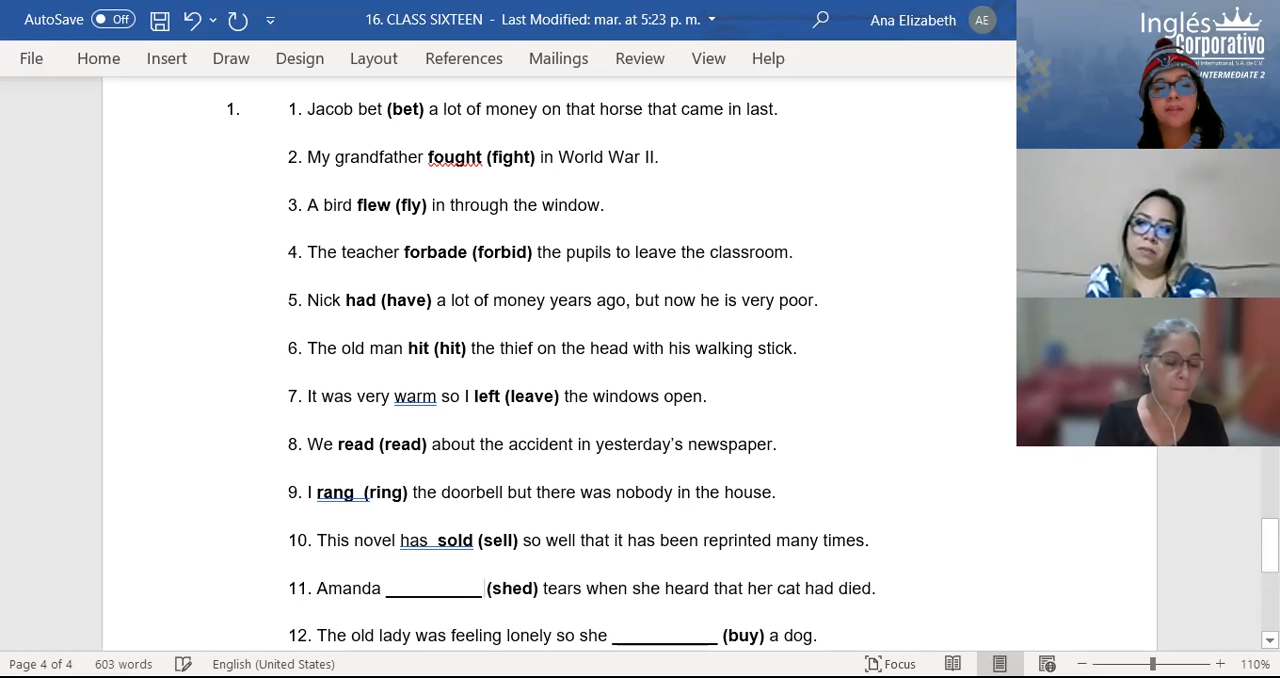 AutoSave Off 16. CLASS SIXTEEN - Last Modified: mar. at 5:23 p. m. Ana Elizabeth AE
File Home Insert Draw Design Layout References Mailings Review View Help
Inglés
Corporativo
International, S.A. de C.V.
INTERMEDIATE 2
1. 1. Jacob bet (bet) a lot of money on that horse that came in last.
2. My grandfather fought (fight) in World War II.
3. A bird flew (fly) in through the window.
4. The teacher forbade (forbid) the pupils to leave the classroom.
5. Nick had (have) a lot of money years ago, but now he is very poor.
6. The old man hit (hit) the thief on the head with his walking stick.
7. It was very warm so I left (leave) the windows open.
8. We read (read) about the accident in yesterday's newspaper.
9. I rang (ring) the doorbell but there was nobody in the house.
10. This novel has sold (sell) so well that it has been reprinted many times.
11. Amanda __________ (shed) tears when she heard that her cat had died.
12. The old lady was feeling lonely so she ___________ (buy) a dog.
Page 4 of 4 603 words English (United States) Focus 110%